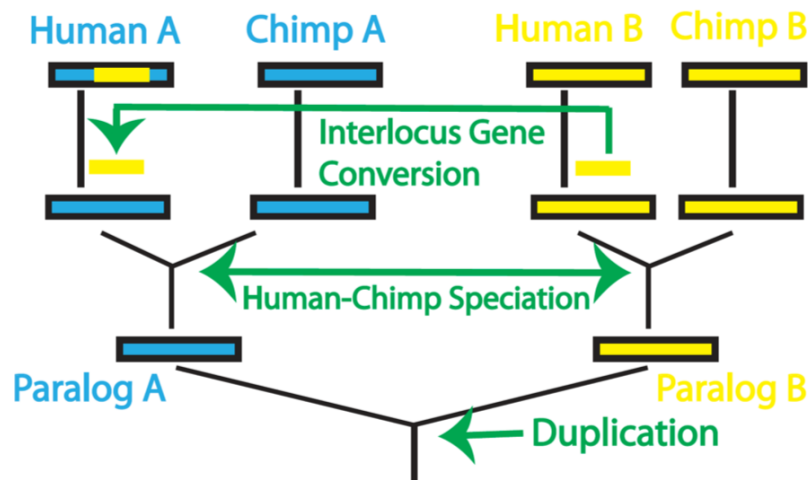 Human A
Chimp A
Human B
Chimp B
Interlocus Gene
Conversion
Human-Chimp Speciation
Paralog A
Paralog B
Duplication